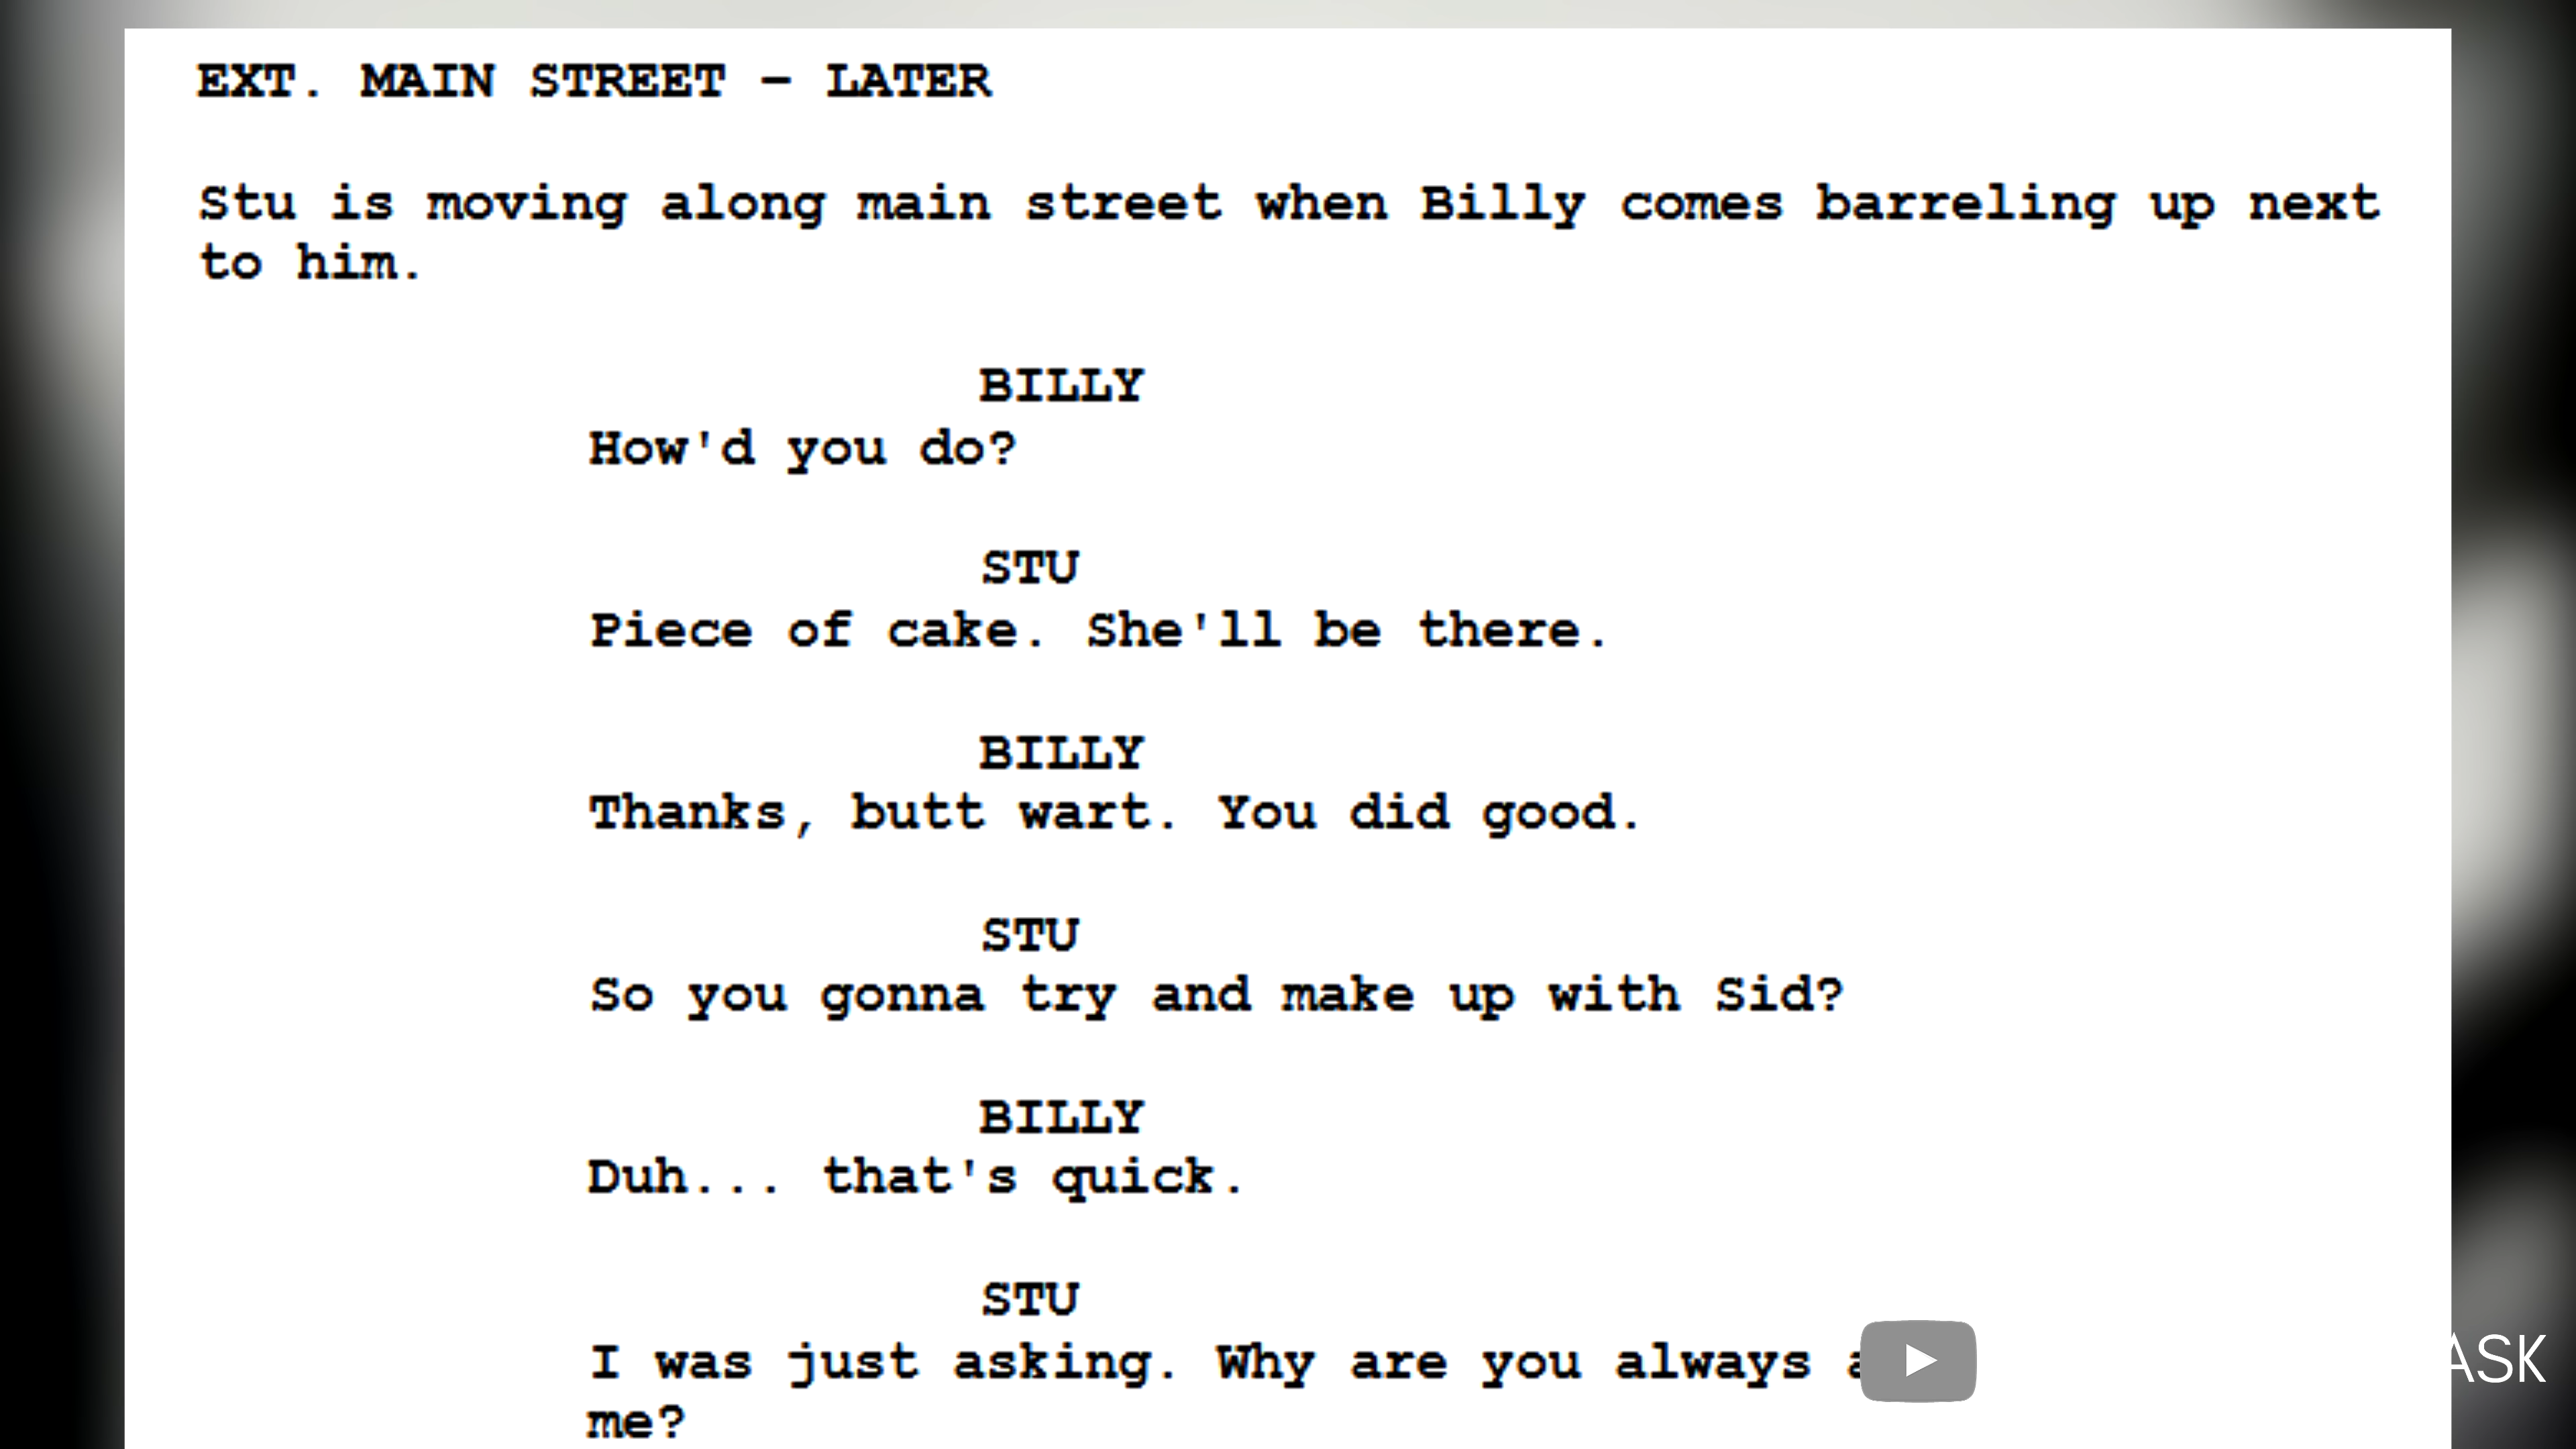 EXT. MAIN STREET – LATER
Stu is moving along main street when Billy comes barreling up next
to him.
BILLY
How'd you do?
STU
Piece of cake. She'll be there.
BILLY
Thanks, butt wart. You did good.
STU
So you gonna try and make up with Sid?
BILLY
Duh... that's quick.
STU
I was just asking. Why are you always
me?
ASK